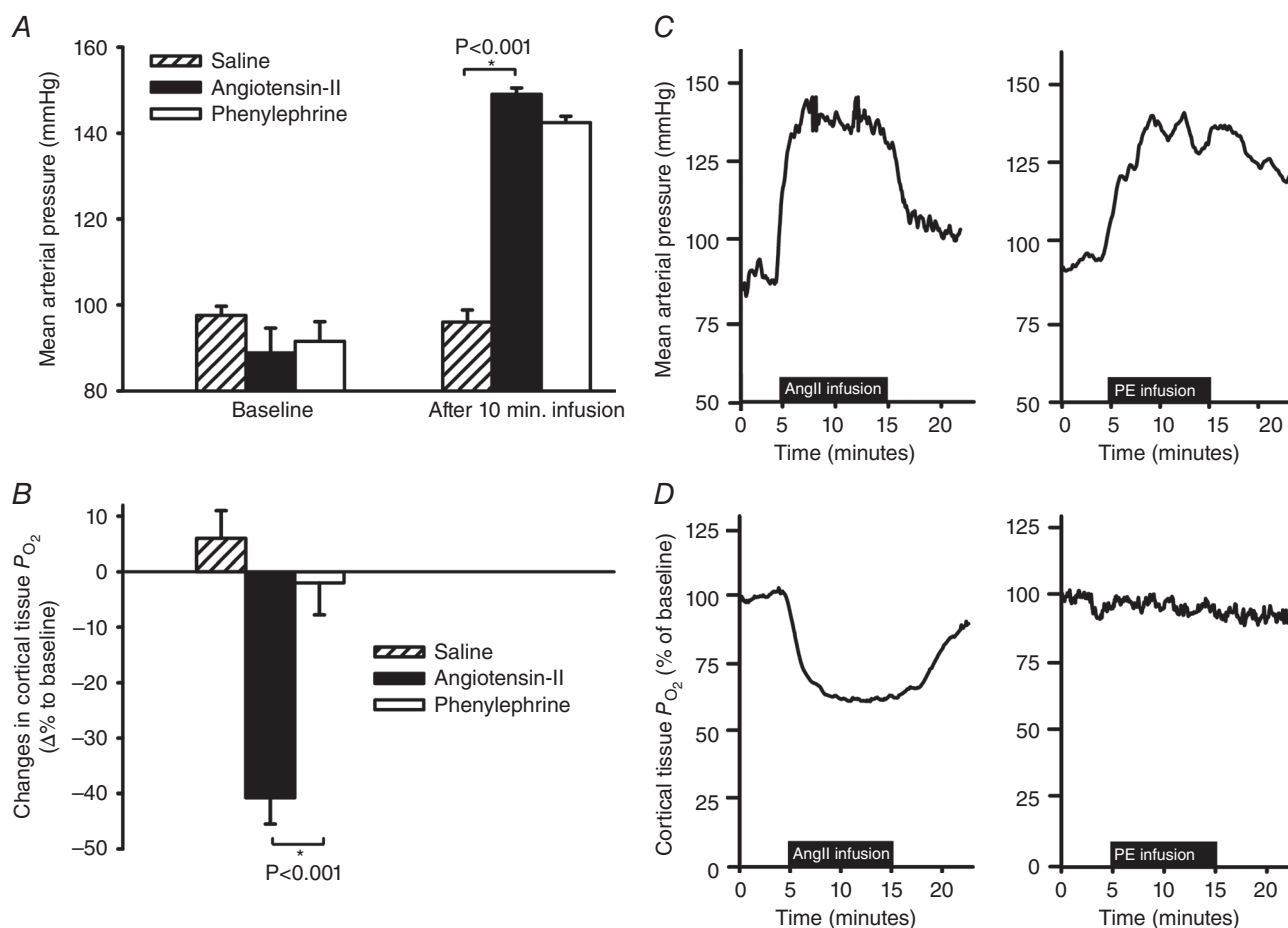 A
Mean arterial pressure (mmHg)
160
140
120
100
80
Saline
Angiotensin-II
Phenylephrine
P<0.001
*
Baseline
After 10 min. infusion
B
Changes in cortical tissue PO2
(Δ% to baseline)
10
0
–10
–20
–30
–40
–50
Saline
Angiotensin-II
Phenylephrine
*
P<0.001
C
Mean arterial pressure (mmHg)
150
125
100
75
50
AngII infusion
0 5 10 15 20
Time (minutes)
150
125
100
75
50
PE infusion
0 5 10 15 20
Time (minutes)
D
Cortical tissue PO2 (% of baseline)
125
100
75
50
25
0
AngII infusion
0 5 10 15 20
Time (minutes)
125
100
75
50
25
0
PE infusion
0 5 10 15 20
Time (minutes)